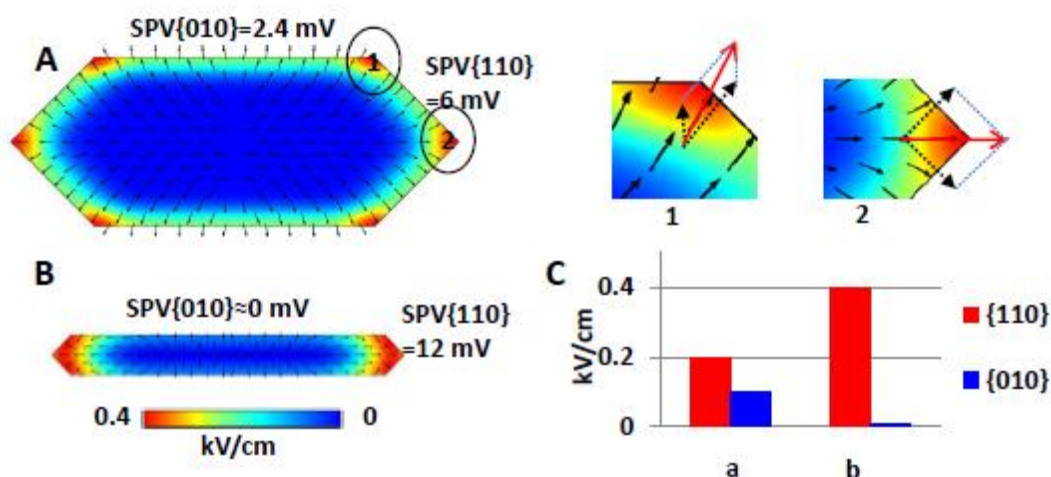 SPV{010}=2.4 mV
A
1
SPV{110}
=6 mV
2
1
2
B
SPV{010}≈0 mV
SPV{110}
=12 mV
0.4
0
kV/cm
C
kV/cm
0.4
0.2
0
a
b
{110}
{010}